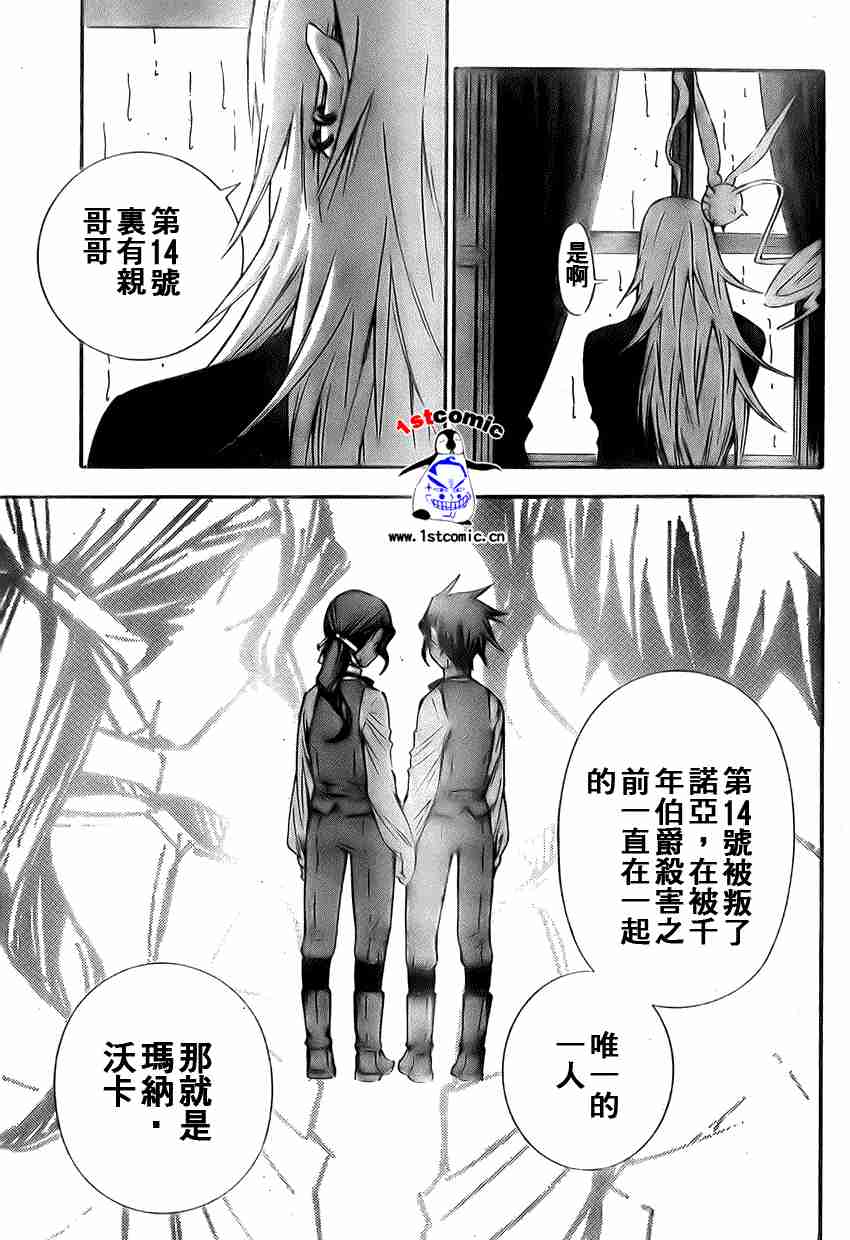 是啊
第14號
裏有親
哥哥
1stcomic
www.1stcomic.cn
第14號被叛了
諾亞，在被千
年伯爵殺害之
前一直在一起
的
唯一的
一人
那就是
瑪納·
沃卡